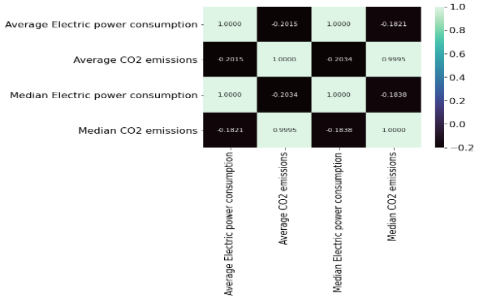 Average Electric power consumption 1.0000 -0.2015 1.0000 -0.1821
Average CO2 emissions -0.2015 1.0000 -0.2034 0.9995
Median Electric power consumption 1.0000 -0.2034 1.0000 -0.1838
Median CO2 emissions -0.1821 0.9995 -0.1838 1.0000
Average Electric power consumption
Average CO2 emissions
Median Electric power consumption
Median CO2 emissions
1.0
0.8
0.6
0.4
0.2
0.0
−0.2